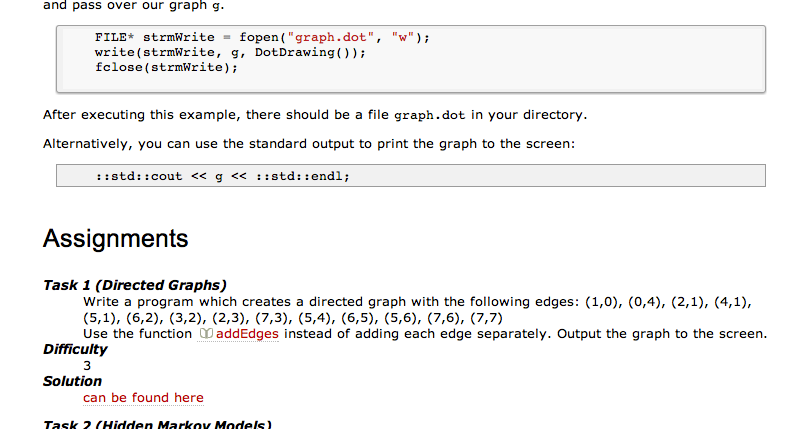 and pass over our graph g.
FILE* strmWrite = fopen("graph.dot", "w");
write(strmWrite, g, DotDrawing());
fclose(strmWrite);
After executing this example, there should be a file graph.dot in your directory.
Alternatively, you can use the standard output to print the graph to the screen:
::std::cout << g << ::std::endl;
Assignments
Task 1 (Directed Graphs)
Write a program which creates a directed graph with the following edges: (1,0), (0,4), (2,1), (4,1),
(5,1), (6,2), (3,2), (2,3), (7,3), (5,4), (6,5), (5,6), (7,6), (7,7)
Use the function addEdges instead of adding each edge separately. Output the graph to the screen.
Difficulty
3
Solution
can be found here
Task 2 (Hidden Markov Models)